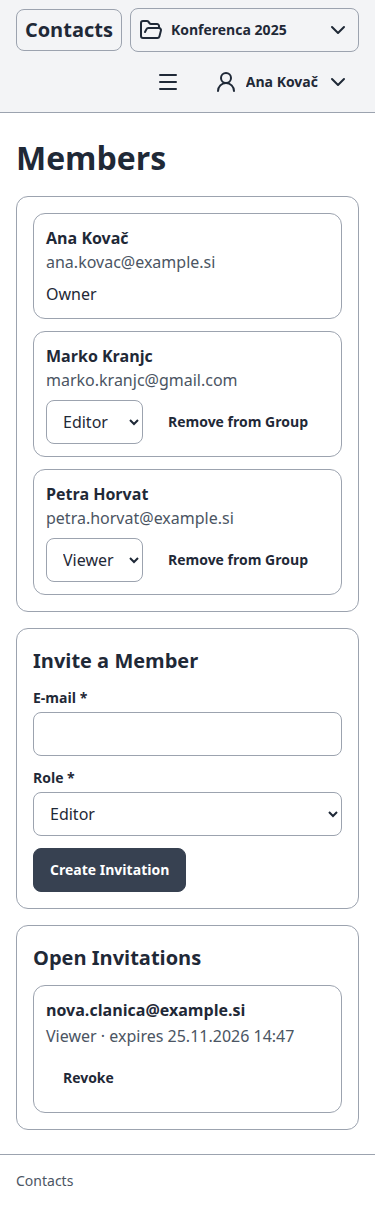 Contacts
Konferenca 2025
Ana Kovač
Members
Ana Kovač
ana.kovac@example.si
Owner
Marko Kranjc
marko.kranjc@gmail.com
Editor
Remove from Group
Petra Horvat
petra.horvat@example.si
Viewer
Remove from Group
Invite a Member
E-mail *
Role *
Editor
Create Invitation
Open Invitations
nova.clanica@example.si
Viewer · expires 25.11.2026 14:47
Revoke
Contacts